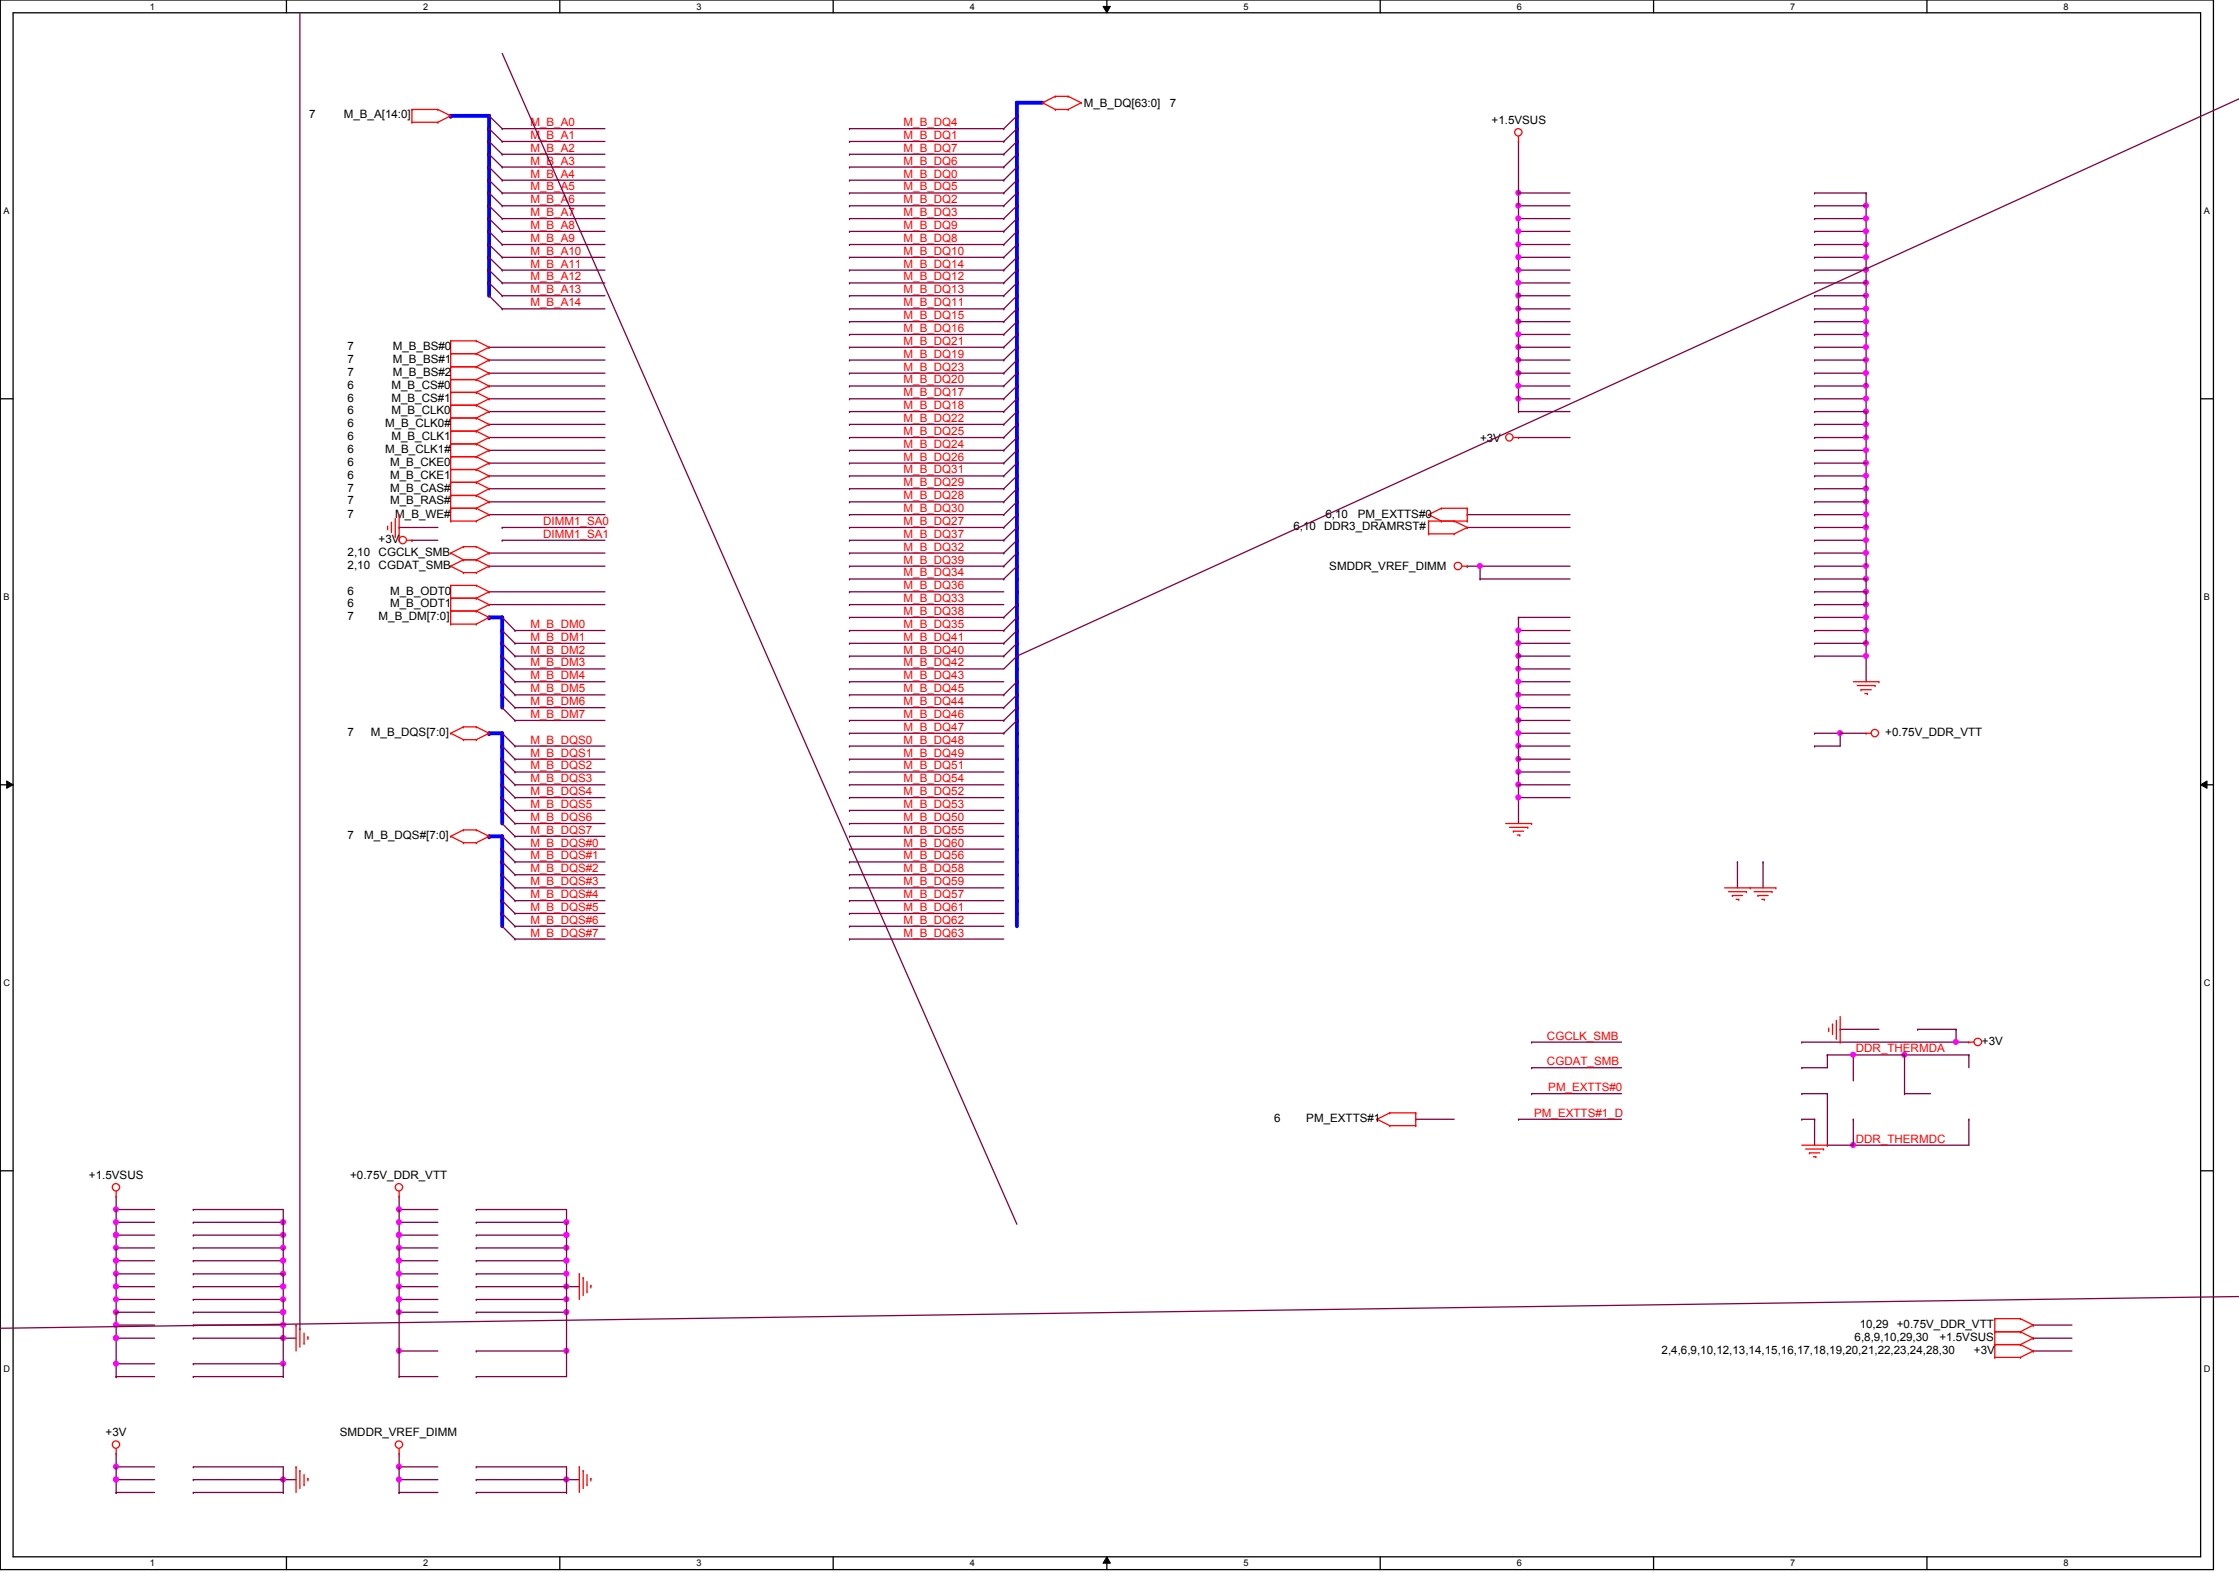 1 2 3 4 5 6 7 8
A
B
C
D
A
B
C
D
7 M_B_A[14:0]
M_B_A0
M_B_A1
M_B_A2
M_B_A3
M_B_A4
M_B_A5
M_B_A6
M_B_A7
M_B_A8
M_B_A9
M_B_A10
M_B_A11
M_B_A12
M_B_A13
M_B_A14
7 M_B_BS#0
7 M_B_BS#1
7 M_B_BS#2
6 M_B_CS#0
6 M_B_CS#1
6 M_B_CLK0
6 M_B_CLK0#
6 M_B_CLK1
6 M_B_CLK1#
6 M_B_CKE0
6 M_B_CKE1
7 M_B_CAS#
7 M_B_RAS#
7 M_B_WE#
DIMM1_SA0
+3V DIMM1_SA1
2,10 CGCLK_SMB
2,10 CGDAT_SMB
6 M_B_ODT0
6 M_B_ODT1
7 M_B_DM[7:0]
M_B_DM0
M_B_DM1
M_B_DM2
M_B_DM3
M_B_DM4
M_B_DM5
M_B_DM6
M_B_DM7
7 M_B_DQS[7:0]
M_B_DQS0
M_B_DQS1
M_B_DQS2
M_B_DQS3
M_B_DQS4
M_B_DQS5
M_B_DQS6
M_B_DQS7
7 M_B_DQS#[7:0]
M_B_DQS#0
M_B_DQS#1
M_B_DQS#2
M_B_DQS#3
M_B_DQS#4
M_B_DQS#5
M_B_DQS#6
M_B_DQS#7
M_B_DQ[63:0] 7
M_B_DQ4
M_B_DQ1
M_B_DQ7
M_B_DQ6
M_B_DQ0
M_B_DQ5
M_B_DQ2
M_B_DQ3
M_B_DQ9
M_B_DQ8
M_B_DQ10
M_B_DQ14
M_B_DQ12
M_B_DQ13
M_B_DQ11
M_B_DQ15
M_B_DQ16
M_B_DQ21
M_B_DQ19
M_B_DQ23
M_B_DQ20
M_B_DQ17
M_B_DQ18
M_B_DQ22
M_B_DQ25
M_B_DQ24
M_B_DQ26
M_B_DQ31
M_B_DQ29
M_B_DQ28
M_B_DQ30
M_B_DQ27
M_B_DQ37
M_B_DQ32
M_B_DQ39
M_B_DQ34
M_B_DQ36
M_B_DQ33
M_B_DQ38
M_B_DQ35
M_B_DQ41
M_B_DQ40
M_B_DQ42
M_B_DQ43
M_B_DQ45
M_B_DQ44
M_B_DQ46
M_B_DQ47
M_B_DQ48
M_B_DQ49
M_B_DQ51
M_B_DQ54
M_B_DQ52
M_B_DQ53
M_B_DQ50
M_B_DQ55
M_B_DQ60
M_B_DQ56
M_B_DQ58
M_B_DQ59
M_B_DQ57
M_B_DQ61
M_B_DQ62
M_B_DQ63
+1.5VSUS
+3V
6,10 PM_EXTTS#0
6,10 DDR3_DRAMRST#
SMDDR_VREF_DIMM
+0.75V_DDR_VTT
CGCLK_SMB
CGDAT_SMB
PM_EXTTS#0
6 PM_EXTTS#1 PM_EXTTS#1_D
+3V
DDR_THERMDA
DDR_THERMDC
+1.5VSUS +0.75V_DDR_VTT
10,29 +0.75V_DDR_VTT
6,8,9,10,29,30 +1.5VSUS
2,4,6,9,10,12,13,14,15,16,17,18,19,20,21,22,23,24,28,30 +3V
+3V SMDDR_VREF_DIMM
1 2 3 4 5 6 7 8